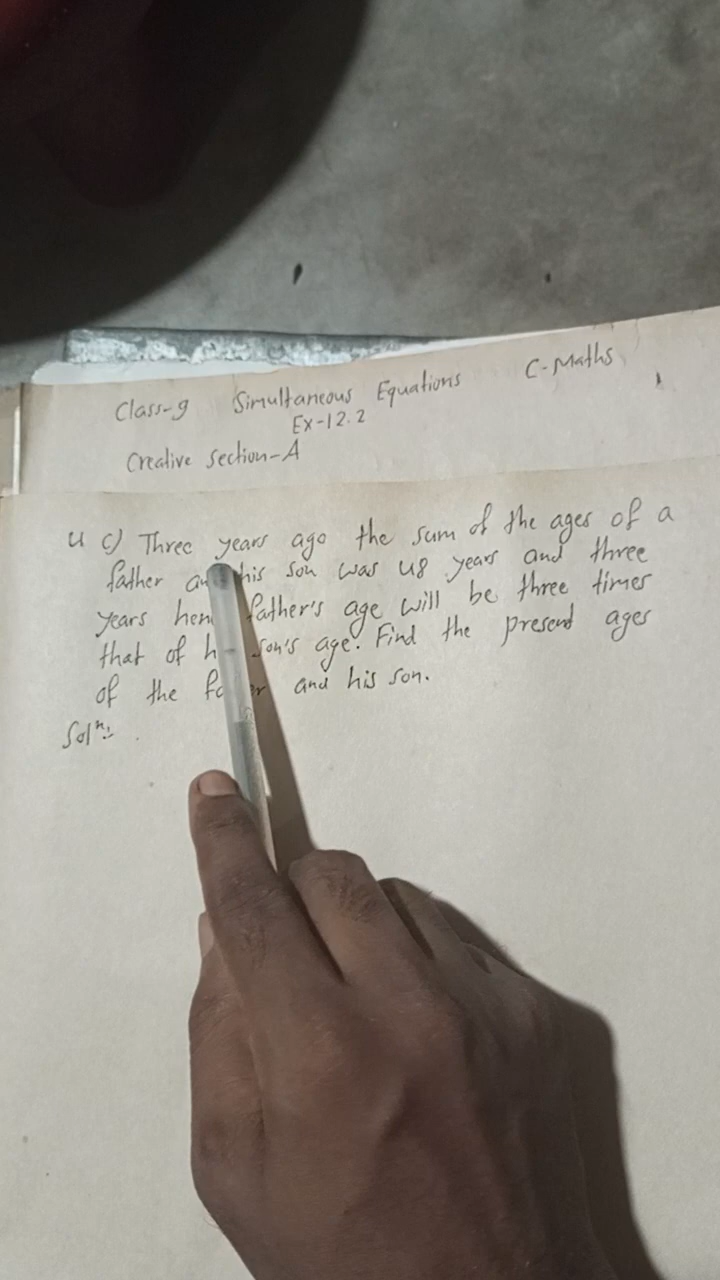 Class-9 Simultaneous Equations C-Maths
Ex-12.2
Creative section-A
4 c) Three years ago the sum of the ages of a
father his son was 48 years and three
years father's age will be three times
that of son's age. Find the present ages
of the and his son.
Solⁿ: